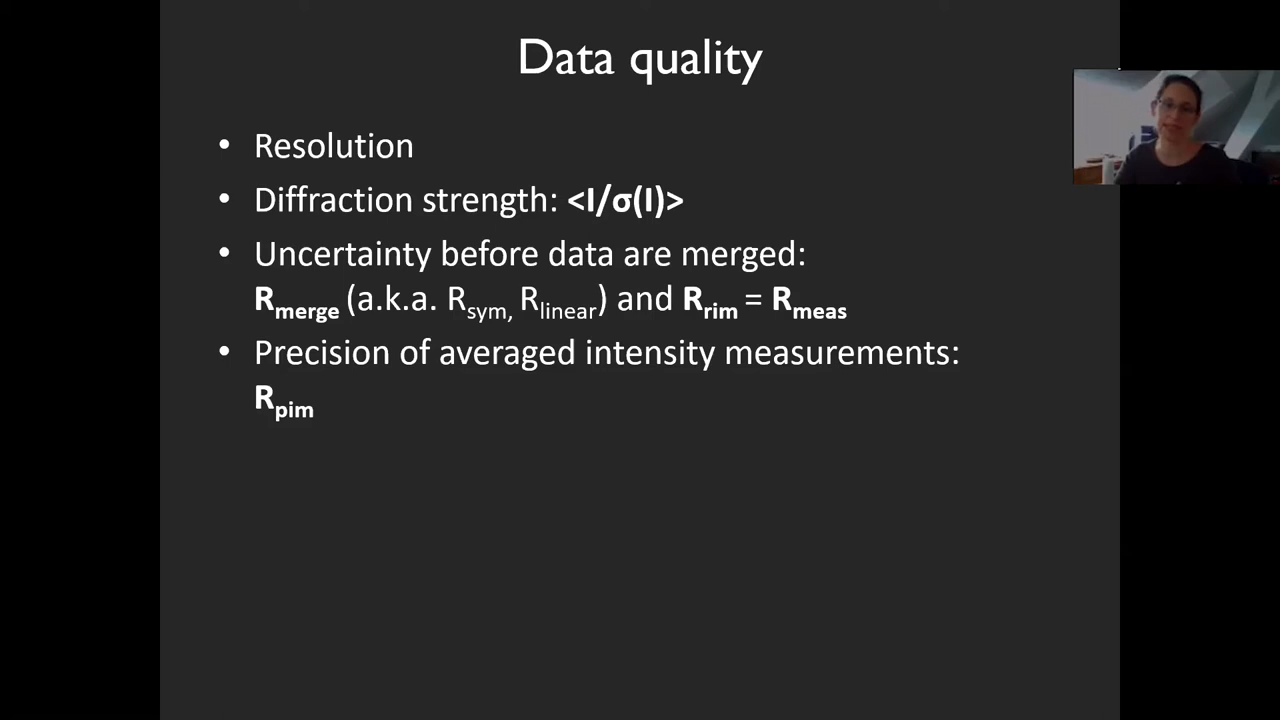 Data quality
• Resolution
• Diffraction strength: <I/σ(I)>
• Uncertainty before data are merged:
Rmerge (a.k.a. Rsym, Rlinear) and Rrim = Rmeas
• Precision of averaged intensity measurements:
Rpim